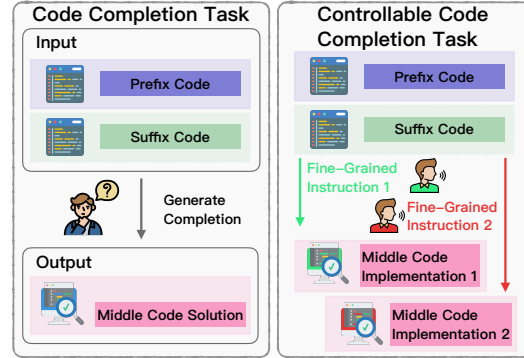 Code Completion Task
Input
Prefix Code
Suffix Code
?
Generate
Completion
Output
Middle Code Solution
Controllable Code
Completion Task
Prefix Code
Suffix Code
Fine-Grained
Instruction 1
Fine-Grained
Instruction 2
Middle Code
Implementation 1
Middle Code
Implementation 2